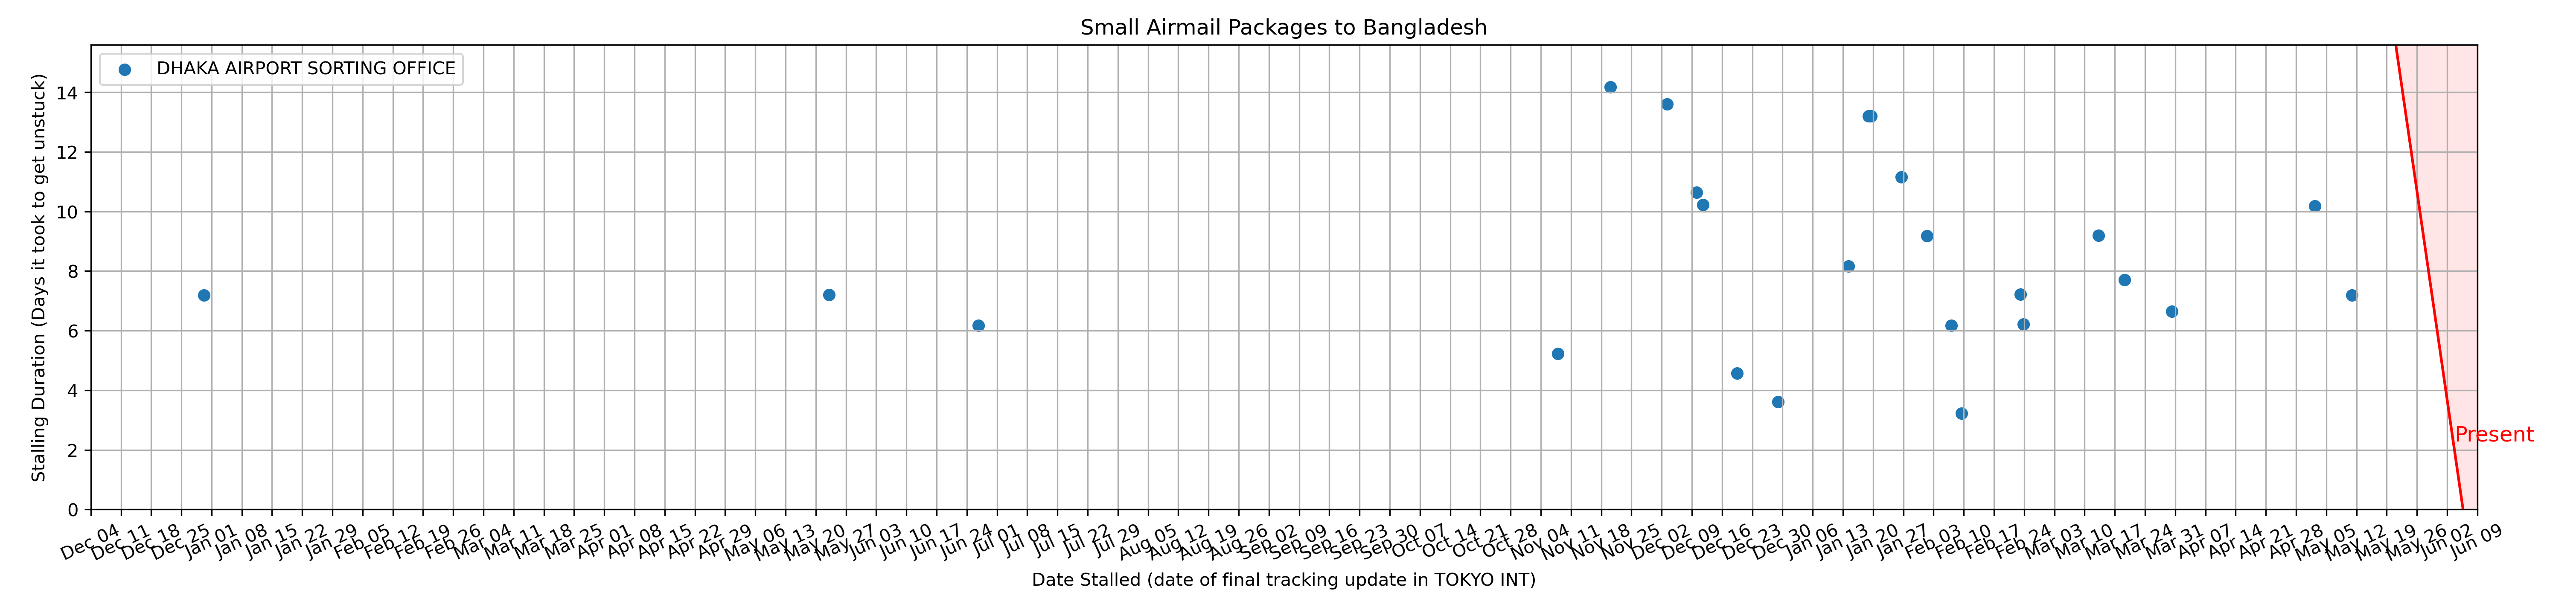 Small Airmail Packages to Bangladesh
DHAKA AIRPORT SORTING OFFICE
Stalling Duration (Days it took to get unstuck)
14
12
10
8
6
4
2
0
Present
Dec 04 Dec 11 Dec 18 Dec 25 Jan 01 Jan 08 Jan 15 Jan 22 Jan 29 Feb 05 Feb 12 Feb 19 Feb 26 Mar 04 Mar 11 Mar 18 Mar 25 Apr 01 Apr 08 Apr 15 Apr 22 Apr 29 May 06 May 13 May 20 May 27 Jun 03 Jun 10 Jun 17 Jun 24 Jul 01 Jul 08 Jul 15 Jul 22 Jul 29 Aug 05 Aug 12 Aug 19 Aug 26 Sep 02 Sep 09 Sep 16 Sep 23 Sep 30 Oct 07 Oct 14 Oct 21 Oct 28 Nov 04 Nov 11 Nov 18 Nov 25 Dec 02 Dec 09 Dec 16 Dec 23 Dec 30 Jan 06 Jan 13 Jan 20 Jan 27 Feb 03 Feb 10 Feb 17 Feb 24 Mar 03 Mar 10 Mar 17 Mar 24 Mar 31 Apr 07 Apr 14 Apr 21 Apr 28 May 05 May 12 May 19 May 26 Jun 02 Jun 09
Date Stalled (date of final tracking update in TOKYO INT)